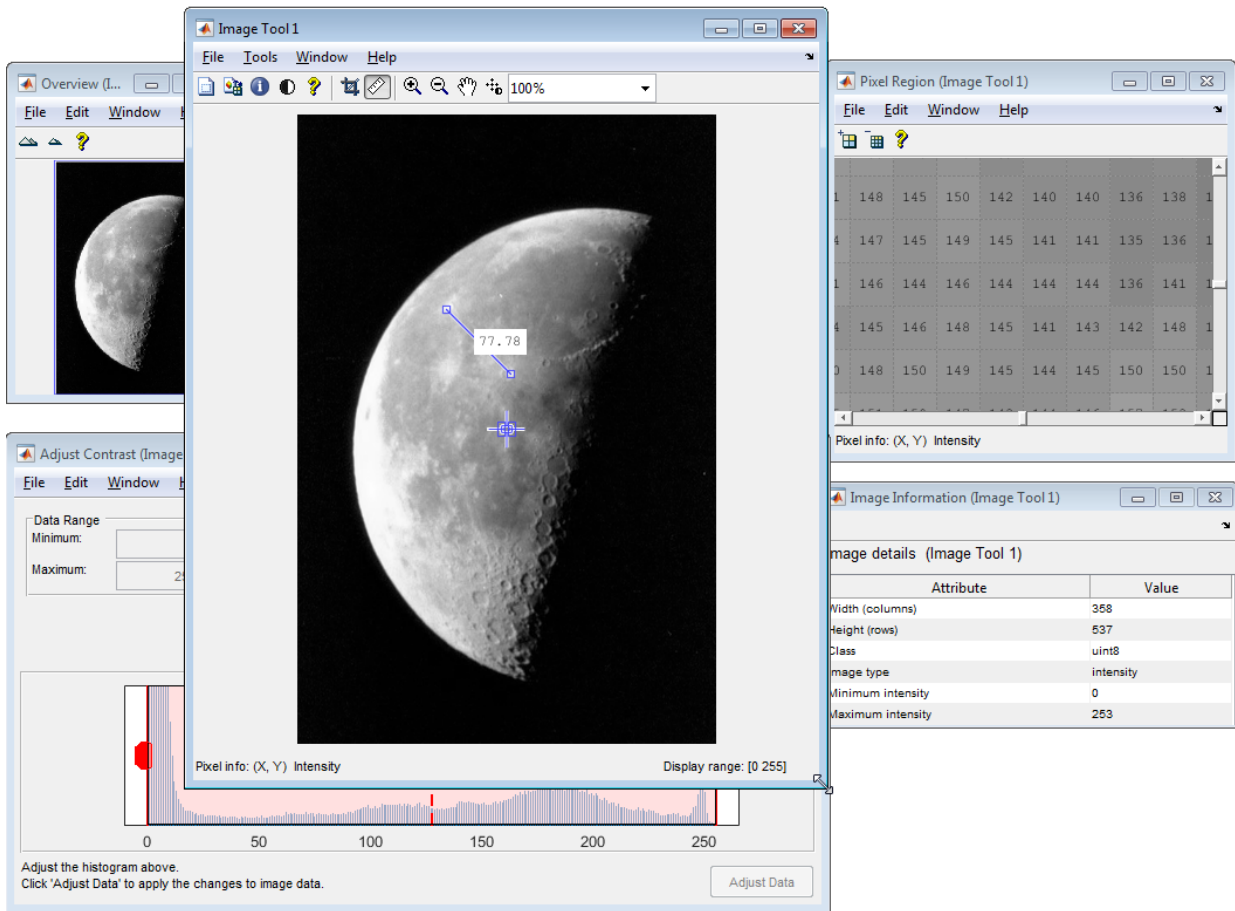 Image Tool 1
File Tools Window Help
100%
77.78
Pixel info: (X, Y) Intensity
Display range: [0 255]
Overview (I...
File Edit Window
Pixel Region (Image Tool 1)
File Edit Window Help
148 145 150 142 140 140 136 138
147 145 149 145 141 141 135 136
146 144 146 144 144 144 136 141
145 146 148 145 141 143 142 148
148 150 149 145 144 145 150 150
Pixel info: (X, Y) Intensity
Adjust Contrast (Image
File Edit Window
Data Range
Minimum:
Maximum:
0 50 100 150 200 250
Adjust the histogram above.
Click 'Adjust Data' to apply the changes to image data.
Adjust Data
Image Information (Image Tool 1)
Image details (Image Tool 1)
Attribute Value
Width (columns) 358
Height (rows) 537
Class uint8
Image type intensity
Minimum intensity 0
Maximum intensity 253